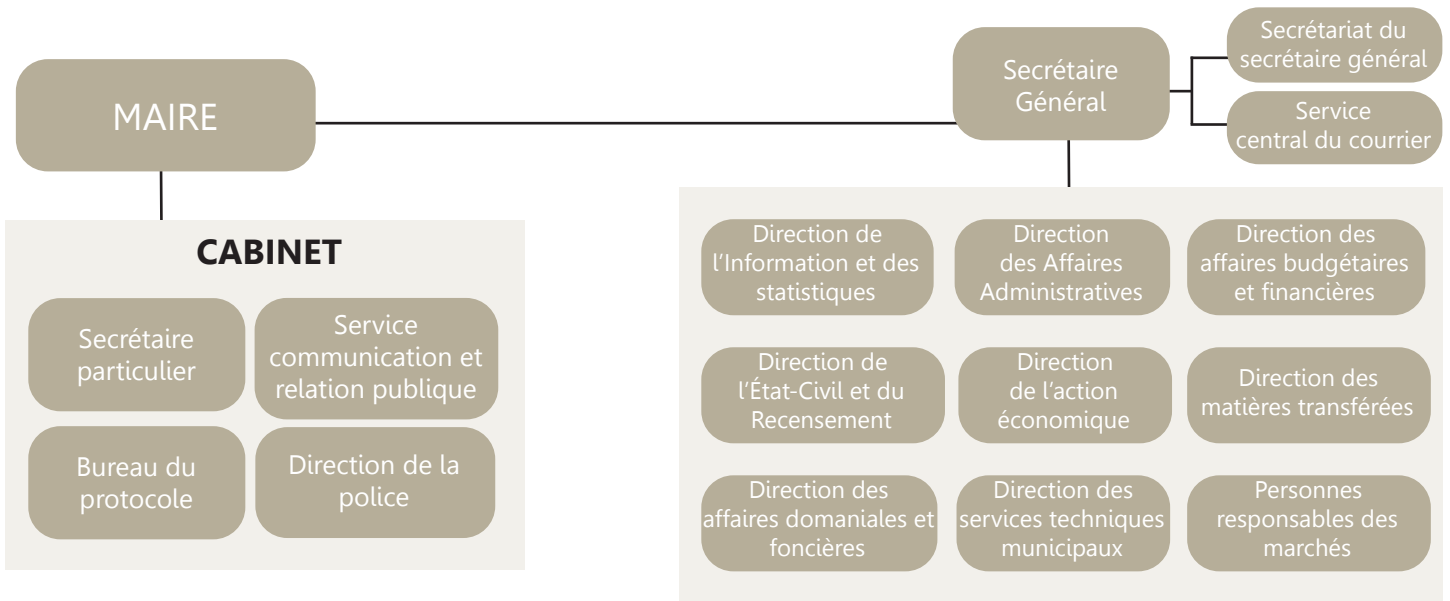 MAIRE
Secrétaire
Général
Secrétariat du
secrétaire général
Service
central du courrier
CABINET
Secrétaire
particulier
Service
communication et
relation publique
Bureau du
protocole
Direction de la
police
Direction de
l'Information et des
statistiques
Direction
des Affaires
Administratives
Direction des
affaires budgétaires
et financières
Direction de
l'État-Civil et du
Recensement
Direction
de l'action
économique
Direction des
matières transférées
Direction des
affaires domaniales et
foncières
Direction des
services techniques
municipaux
Personnes
responsables des
marchés